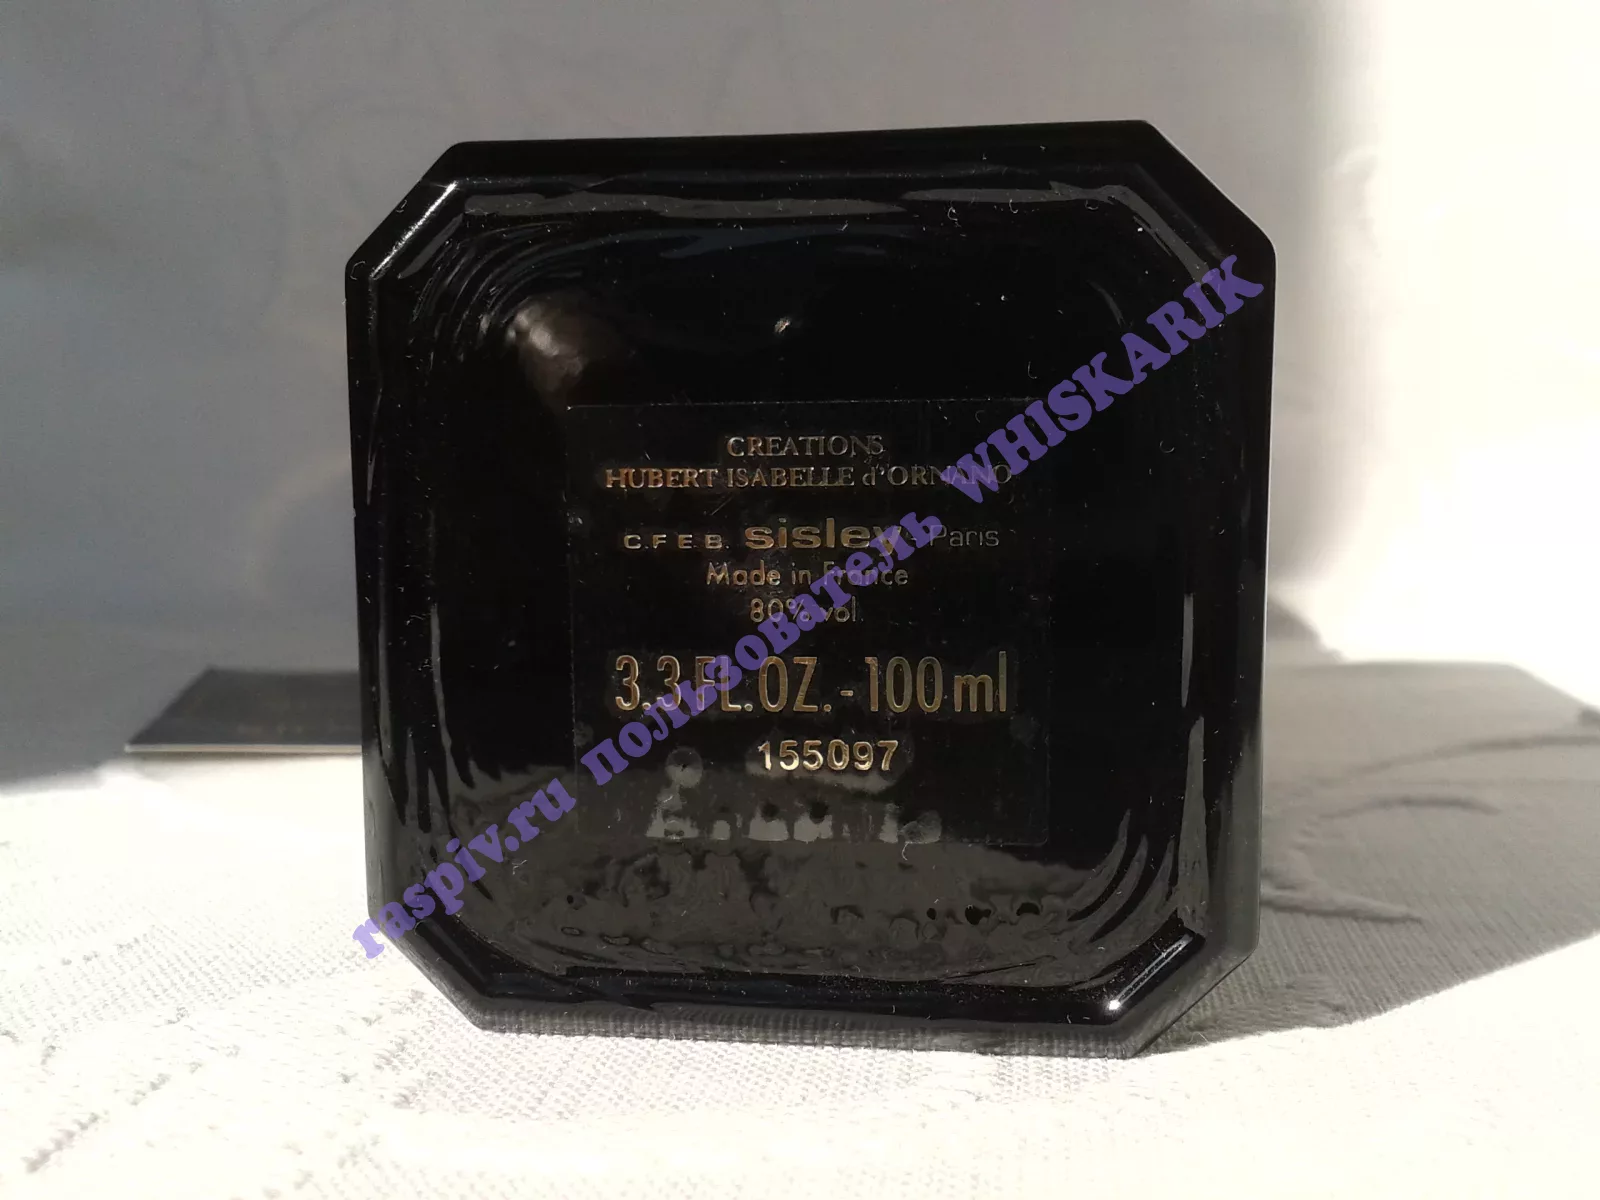 CREATIONS
HUBERT ISABELLE d'ORNANO
C.F.E.B. sisley - Paris
Made in France
80% vol
3.3 FL.OZ. - 100 ml
155097
raspiv.ru пользователь WHISKARIK